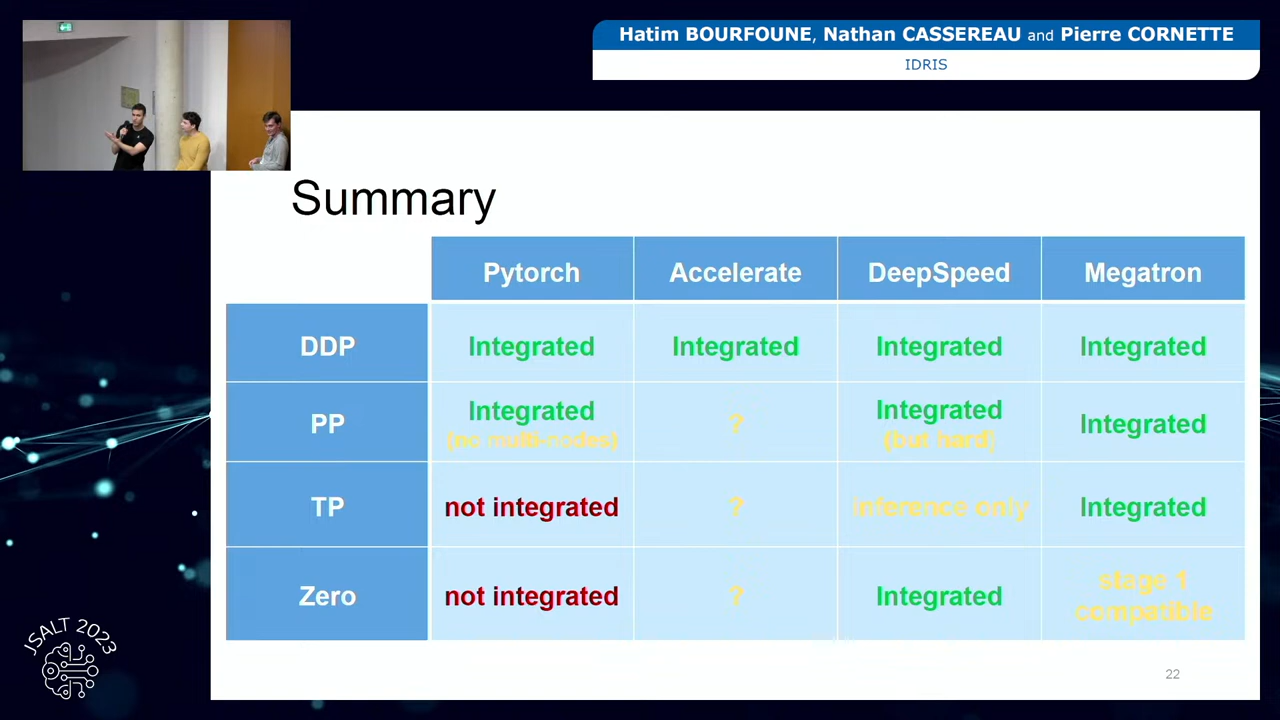 Hatim BOURFOUNE, Nathan CASSEREAU and Pierre CORNETTE
IDRIS
Summary
Pytorch Accelerate DeepSpeed Megatron
DDP Integrated Integrated Integrated Integrated
PP Integrated (no multi-nodes) ? Integrated (but hard) Integrated
TP not integrated ? inference only Integrated
Zero not integrated ? Integrated stage 1 compatible
22
JSALT 2023